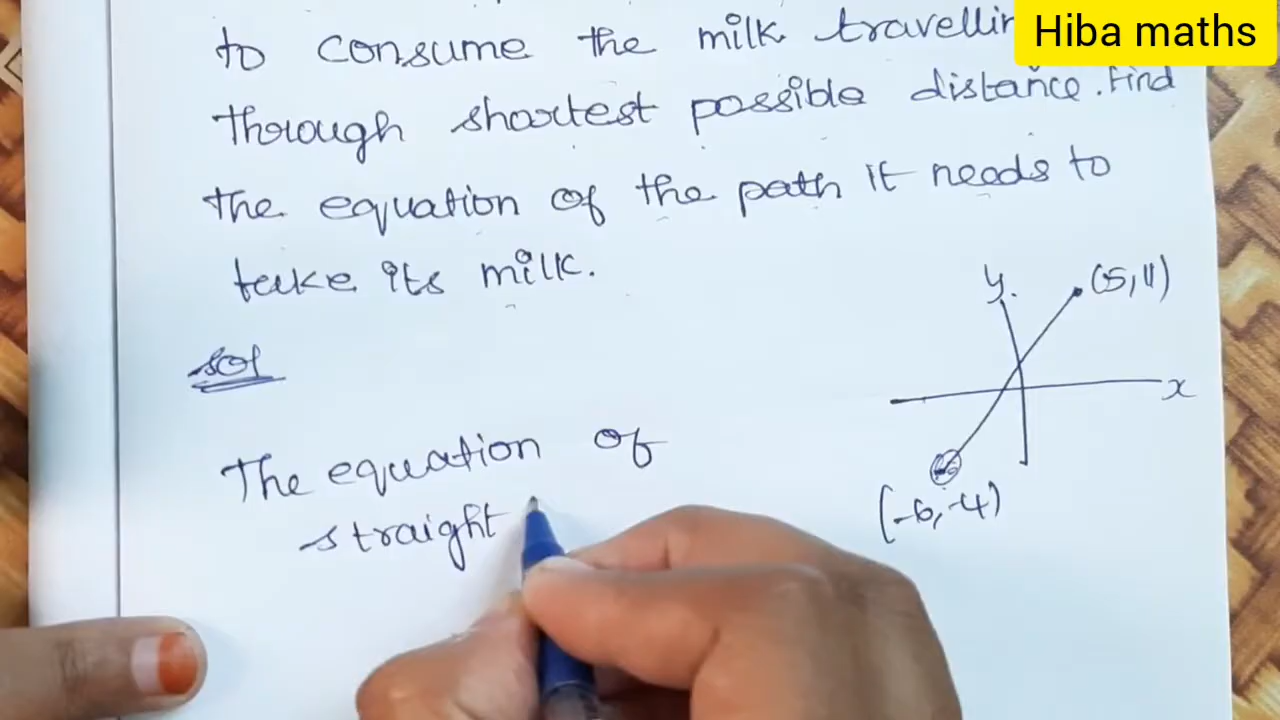 Hiba maths
to consume the milk travellin
through shortest possible distance. Find
the equation of the path it needs to
take its milk.
y
(5,11)
sol
x
The equation of
(-6,-4)
straight